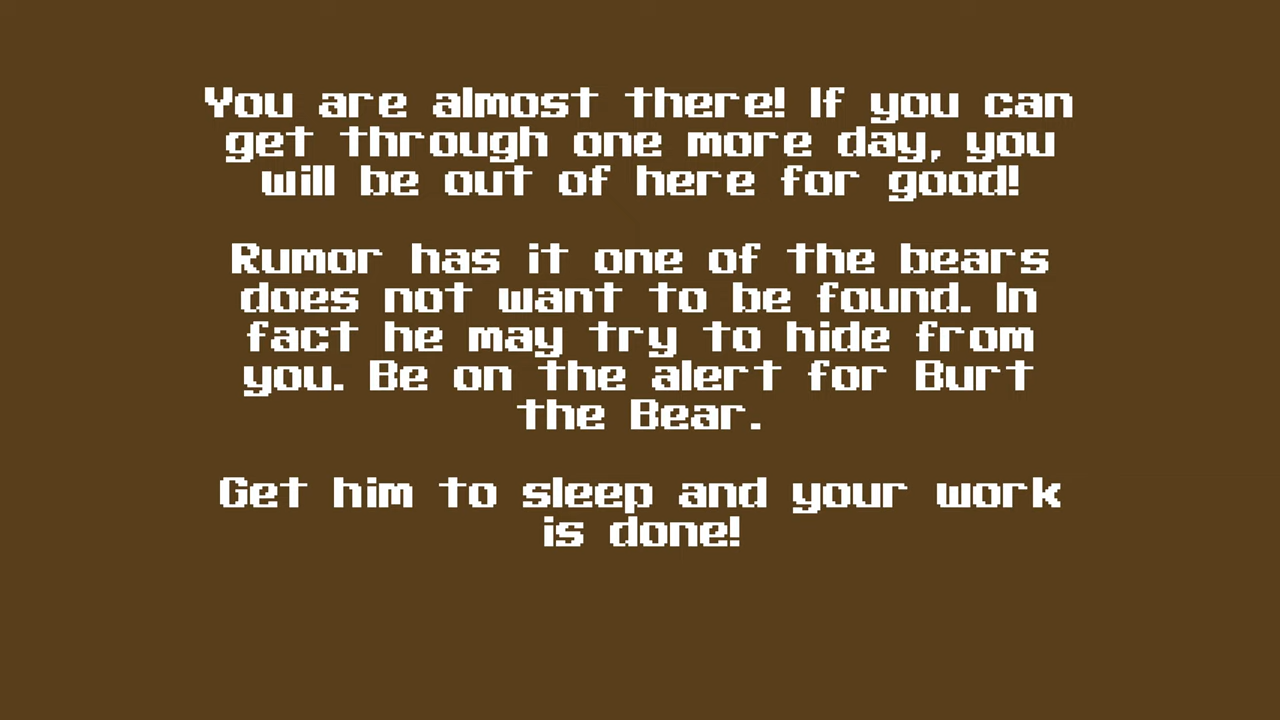 You are almost there! If you can
get through one more day, you
will be out of here for good!
Rumor has it one of the bears
does not want to be found. In
fact he may try to hide from
you. Be on the alert for Burt
the Bear.
Get him to sleep and your work
is done!